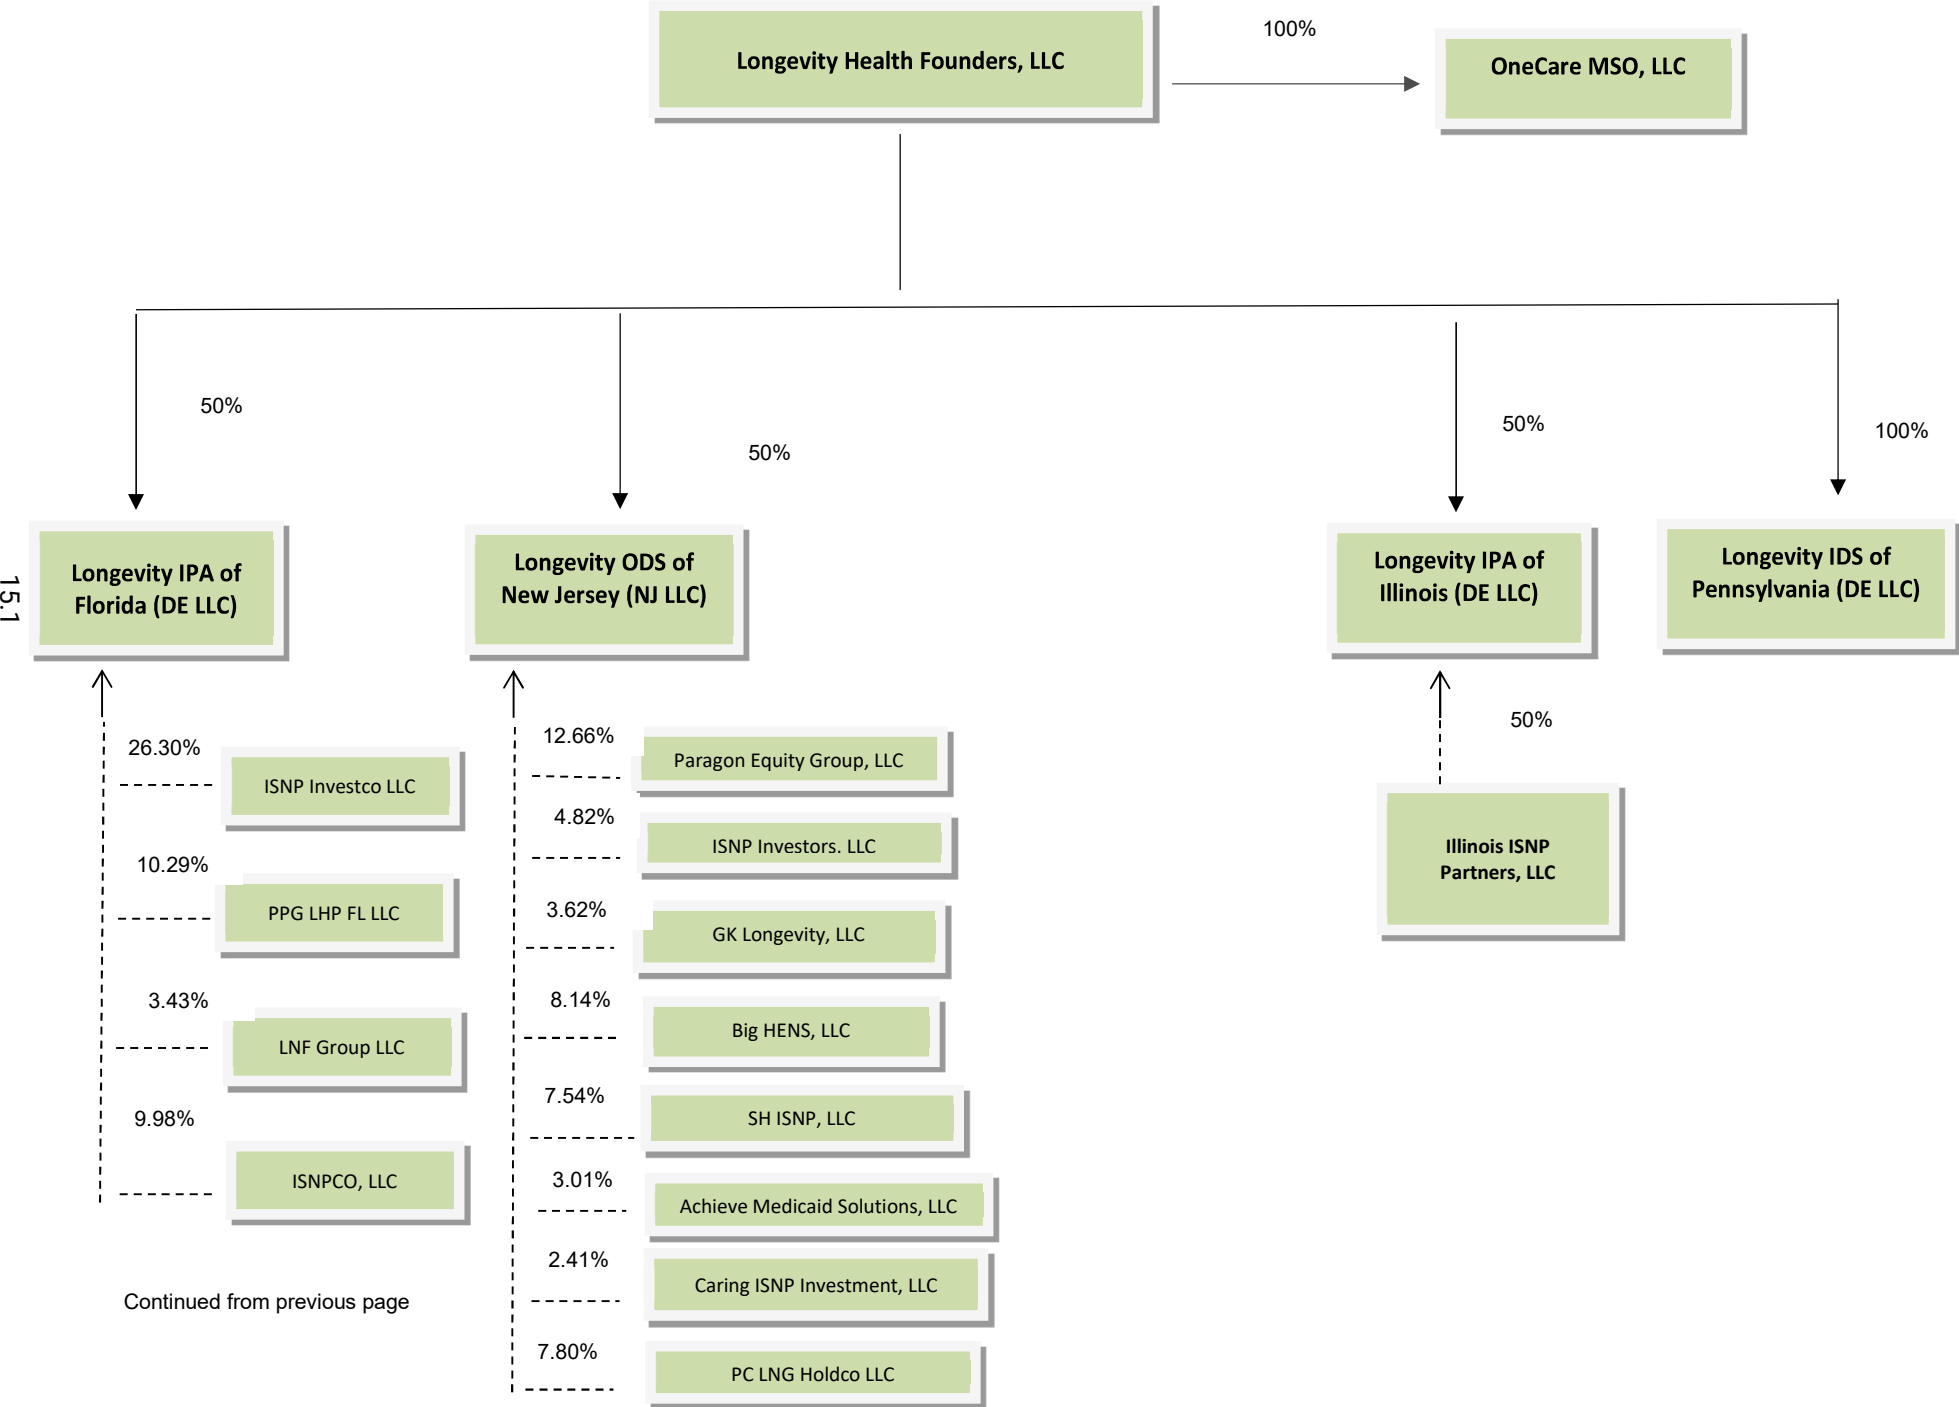 Longevity Health Founders, LLC
100%
OneCare MSO, LLC
50%
50%
50%
100%
Longevity IPA of
Florida (DE LLC)
Longevity ODS of
New Jersey (NJ LLC)
Longevity IPA of
Illinois (DE LLC)
Longevity IDS of
Pennsylvania (DE LLC)
15.1
26.30%
ISNP Investco LLC
10.29%
PPG LHP FL LLC
3.43%
LNF Group LLC
9.98%
ISNPCO, LLC
12.66%
Paragon Equity Group, LLC
4.82%
ISNP Investors. LLC
3.62%
GK Longevity, LLC
8.14%
Big HENS, LLC
7.54%
SH ISNP, LLC
3.01%
Achieve Medicaid Solutions, LLC
2.41%
Caring ISNP Investment, LLC
7.80%
PC LNG Holdco LLC
50%
Illinois ISNP
Partners, LLC
Continued from previous page